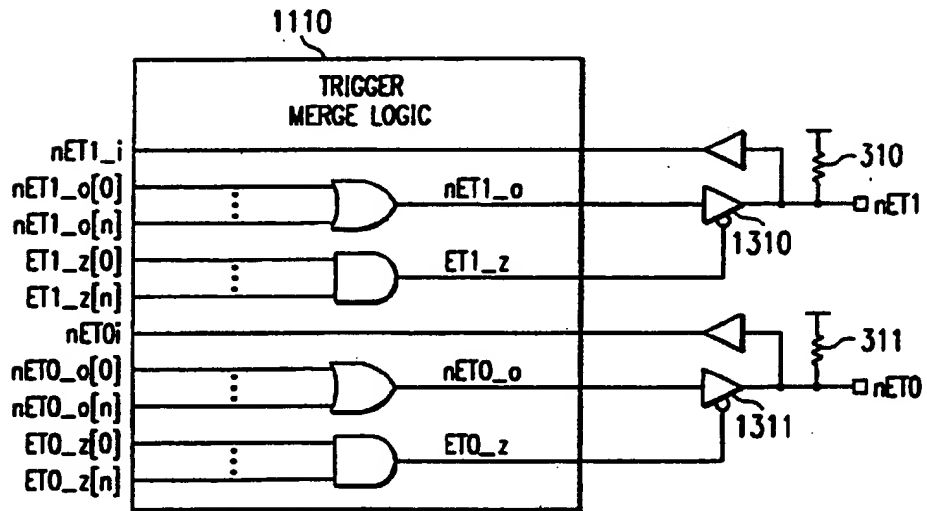 1110
TRIGGER
MERGE LOGIC
nET1_i
310
nET1_o[0]
nET1_o
nET1
nET1_o[n]
1310
ET1_z[0]
ET1_z
ET1_z[n]
nET0i
311
nET0_o[0]
nET0_o
nET0
nET0_o[n]
1311
ET0_z[0]
ET0_z
ET0_z[n]